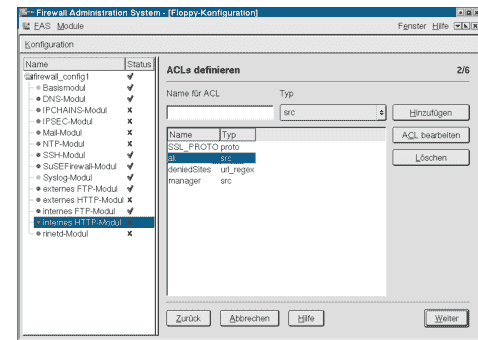 Firewall Administration System - [Floppy-Konfiguration]
FAS Module Fenster Hilfe
Konfiguration
Name Status
firewall_config1
Basismodul
DNS-Modul
IPCHAINS-Modul x
IPSEC-Modul x
Mail-Modul x
NTP-Modul x
SSH-Modul
SuSEFirewall-Modul
Syslog-Modul
externes FTP-Modul
externes HTTP-Modul x
internes FTP-Modul
internes HTTP-Modul
rinetd-Modul x
ACLs definieren 2/6
Name für ACL Typ
src
Hinzufügen
ACL bearbeiten
Löschen
Name Typ
SSL_PROTO proto
all src
deniedSites url_regex
manager src
Zurück Abbrechen Hilfe Weiter